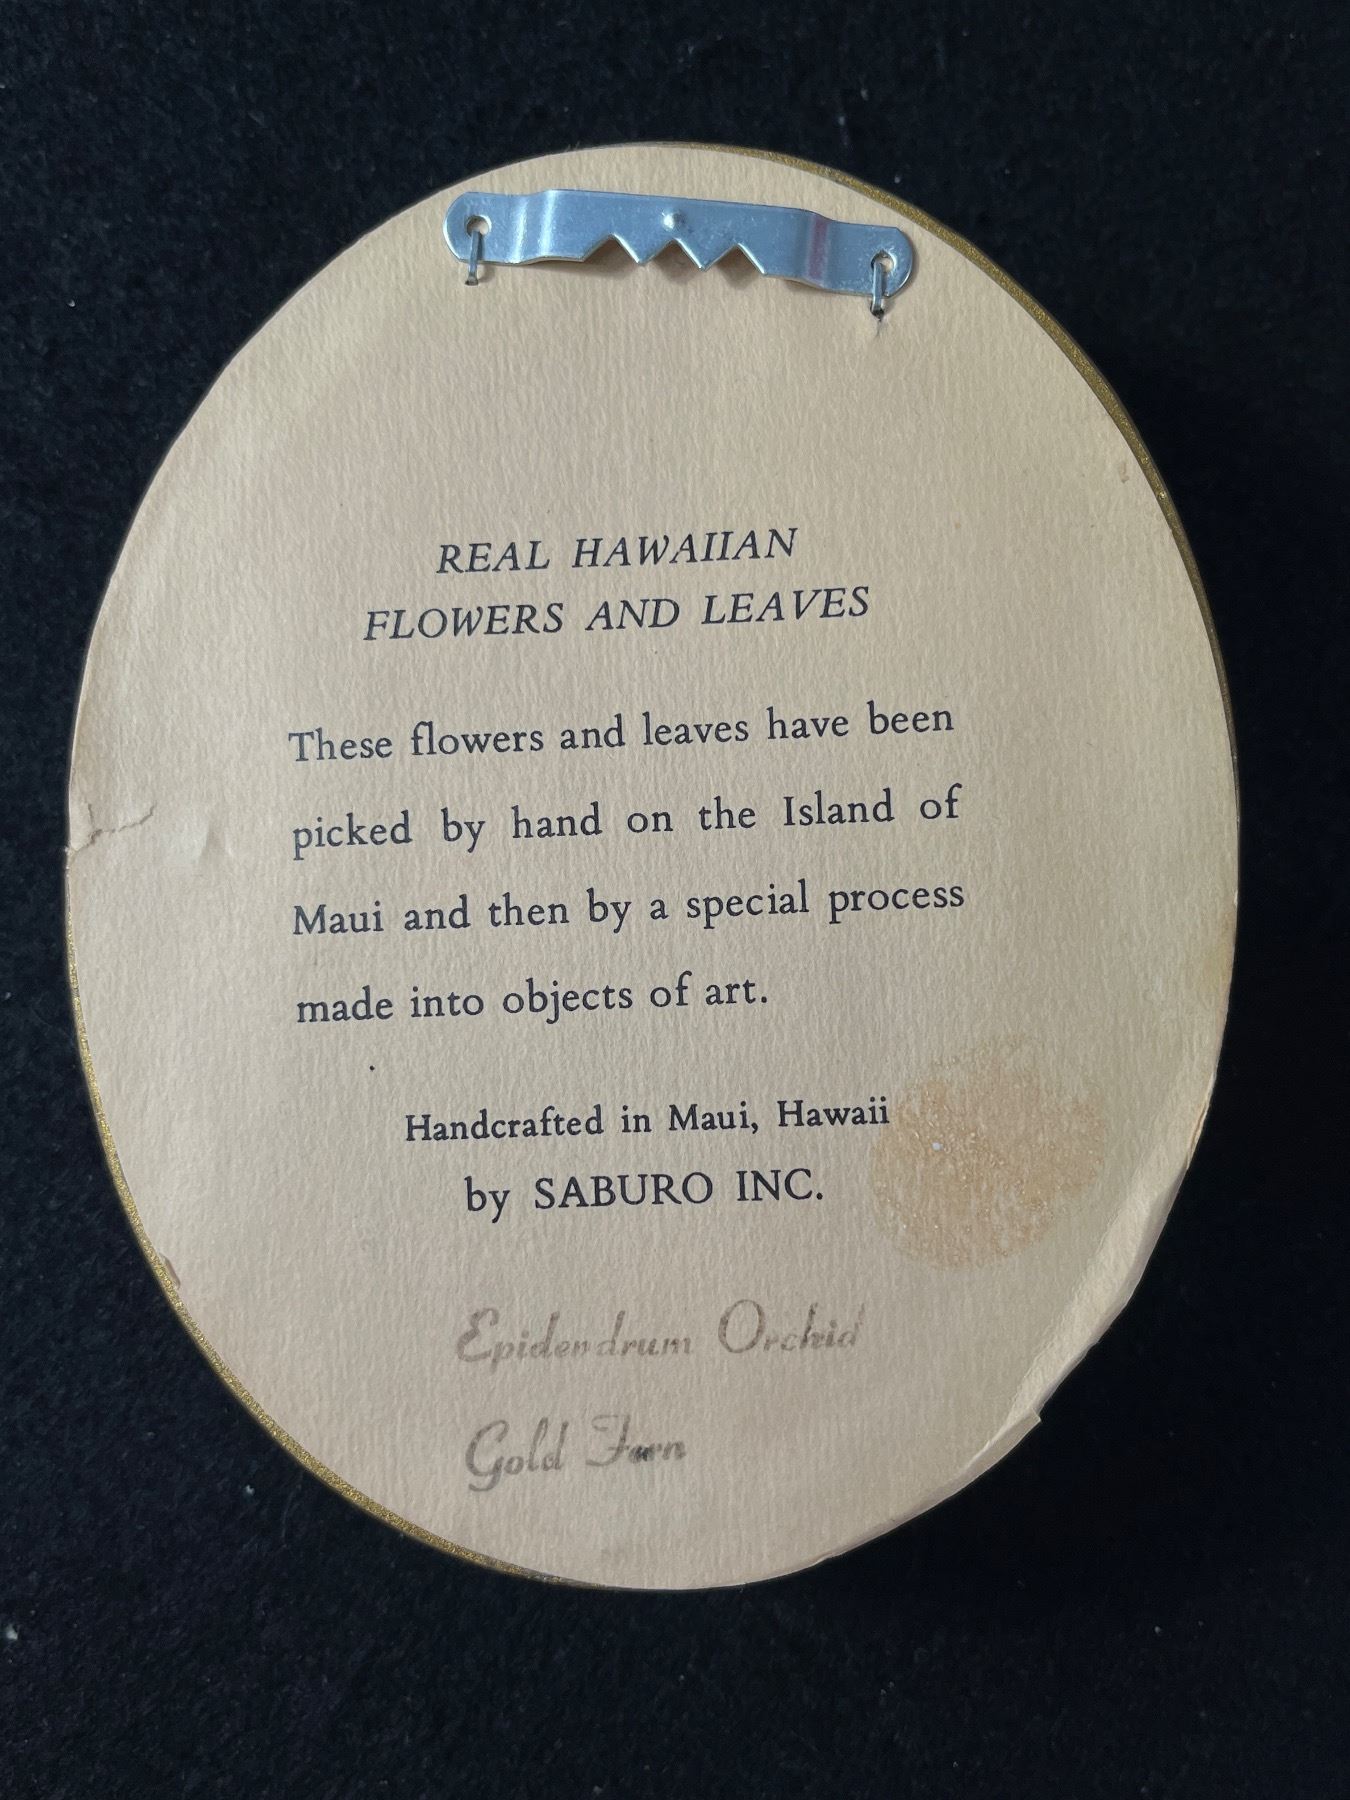 REAL HAWAIIAN
FLOWERS AND LEAVES
These flowers and leaves have been
picked by hand on the Island of
Maui and then by a special process
made into objects of art.
Handcrafted in Maui, Hawaii
by SABURO INC.
Epidendrum Orchid
Gold Fern